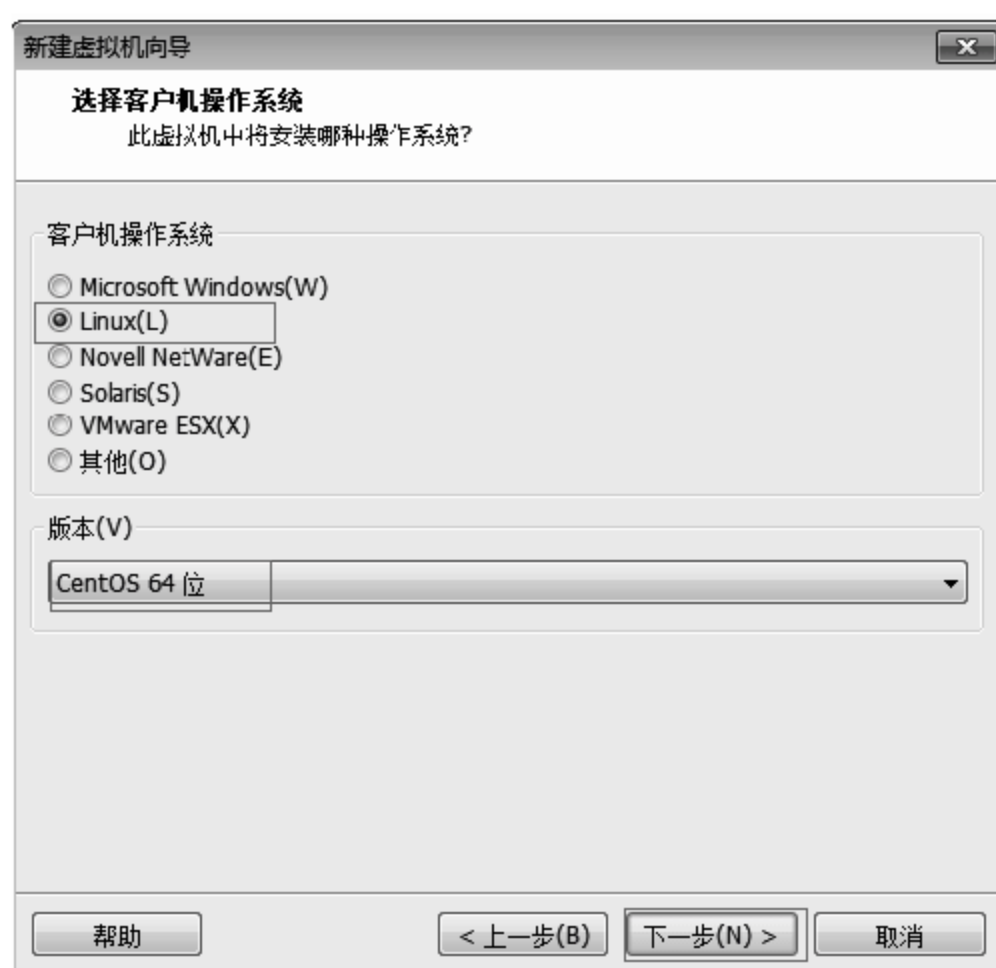 新建虚拟机向导
选择客户机操作系统
此虚拟机中将安装哪种操作系统?
客户机操作系统
Microsoft Windows(W)
Linux(L)
Novell NetWare(E)
Solaris(S)
VMware ESX(X)
其他(O)
版本(V)
CentOS 64 位
帮助 < 上一步(B) 下一步(N) > 取消